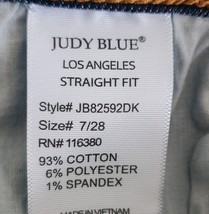 JUDY BLUE®
LOS ANGELES
STRAIGHT FIT
Style# JB82592DK
Size# 7/28
RN# 116380
93% COTTON
6% POLYESTER
1% SPANDEX
MADE IN VIETNAM